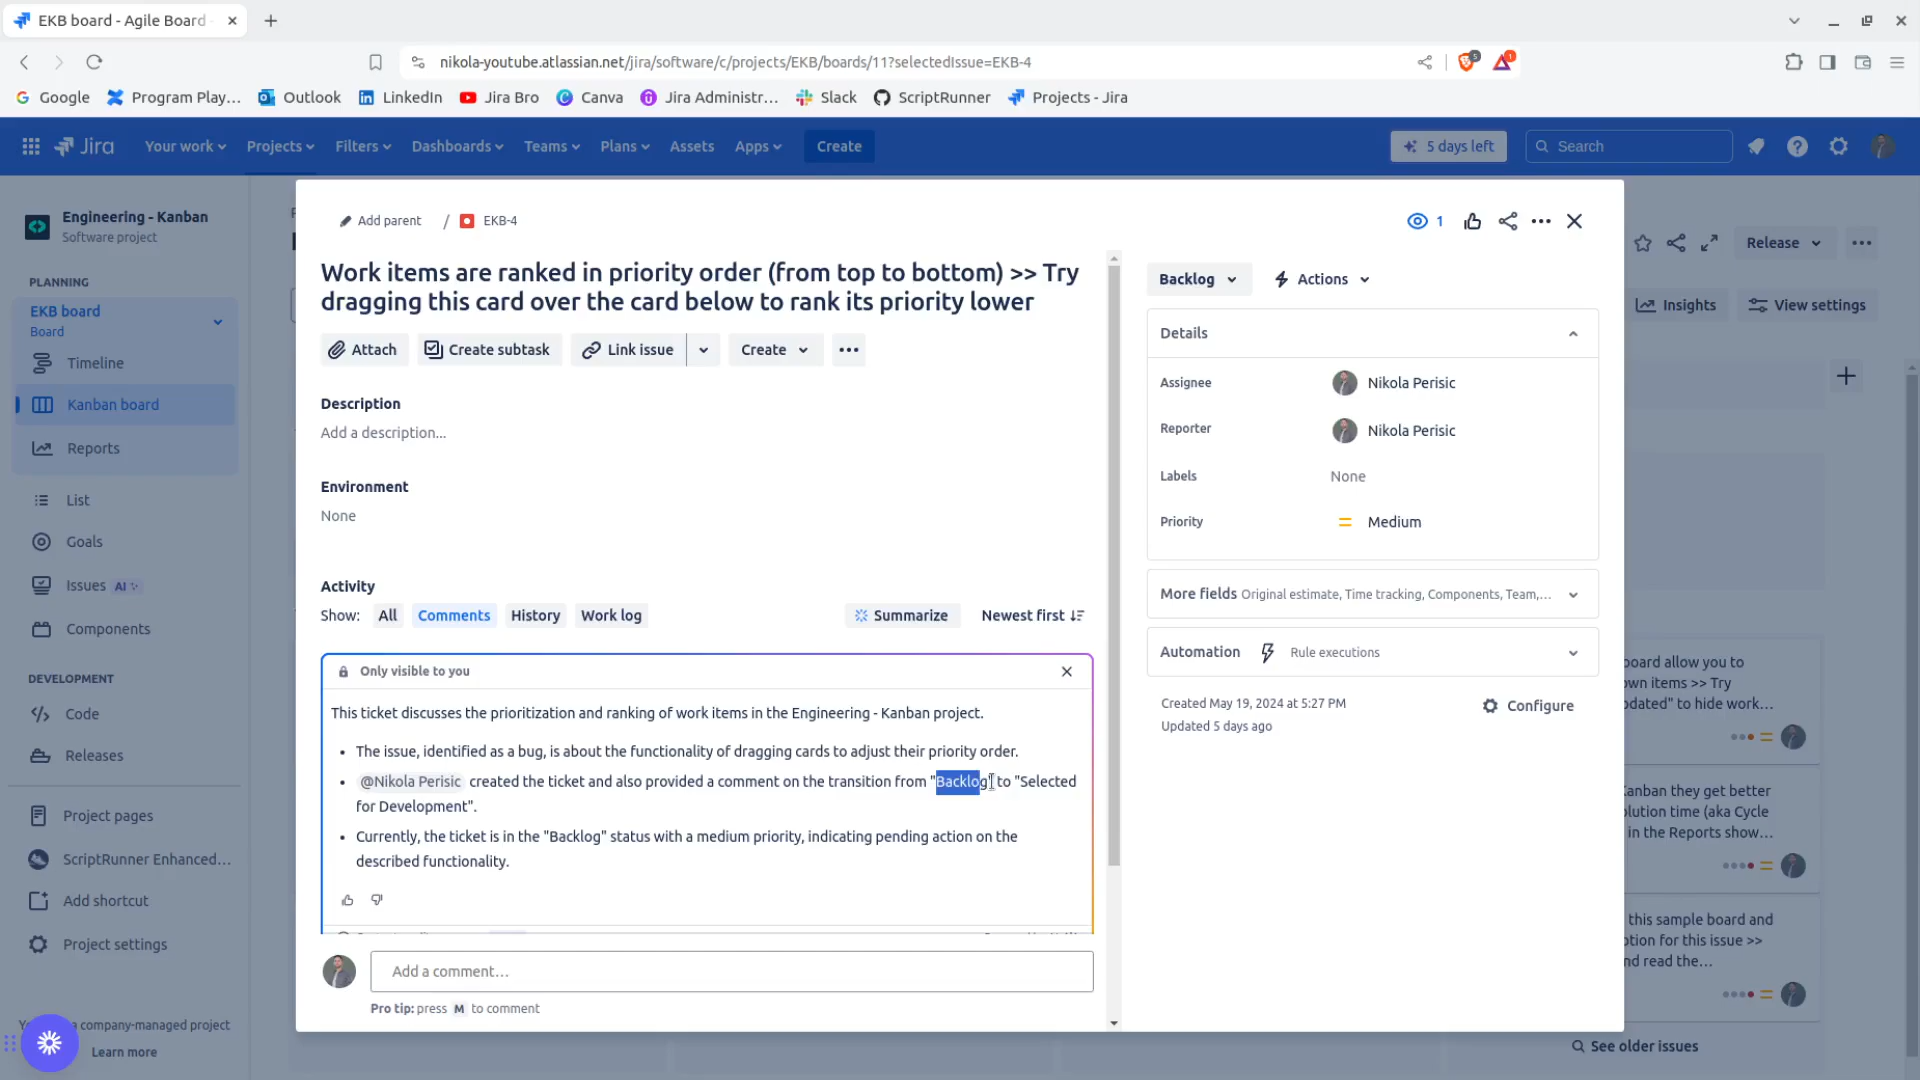 EKB board - Agile Board -
nikola-youtube.atlassian.net/jira/software/c/projects/EKB/boards/11?selectedIssue=EKB-4
5
1
Google
Program Play...
Outlook
LinkedIn
Jira Bro
Canva
Jira Administr...
Slack
ScriptRunner
Projects - Jira
Jira
Your work
Projects
Filters
Dashboards
Teams
Plans
Assets
Apps
Create
5 days left
Search
Engineering - Kanban
Software project
PLANNING
EKB board
Board
Timeline
Kanban board
Reports
List
Goals
Issues AI
Components
DEVELOPMENT
Code
Releases
Project pages
ScriptRunner Enhanced...
Add shortcut
Project settings
a company-managed project
Learn more
Add parent
/
EKB-4
1
Work items are ranked in priority order (from top to bottom) >> Try
dragging this card over the card below to rank its priority lower
Attach
Create subtask
Link issue
Create
Description
Add a description...
Environment
None
Activity
Show:
All
Comments
History
Work log
Summarize
Newest first
Only visible to you
This ticket discusses the prioritization and ranking of work items in the Engineering - Kanban project.
• The issue, identified as a bug, is about the functionality of dragging cards to adjust their priority order.
• @Nikola Perisic created the ticket and also provided a comment on the transition from "Backlog" to "Selected
for Development".
• Currently, the ticket is in the "Backlog" status with a medium priority, indicating pending action on the
described functionality.
Add a comment...
Pro tip: press M to comment
Backlog
Actions
Details
Assignee
Nikola Perisic
Reporter
Nikola Perisic
Labels
None
Priority
Medium
More fields Original estimate, Time tracking, Components, Team,...
Automation
Rule executions
Created May 19, 2024 at 5:27 PM
Updated 5 days ago
Configure
Release
Insights
View settings
board allow you to
own items >> Try
pdated" to hide work...
Kanban they get better
olution time (aka Cycle
in the Reports show...
this sample board and
ption for this issue >>
nd read the...
See older issues